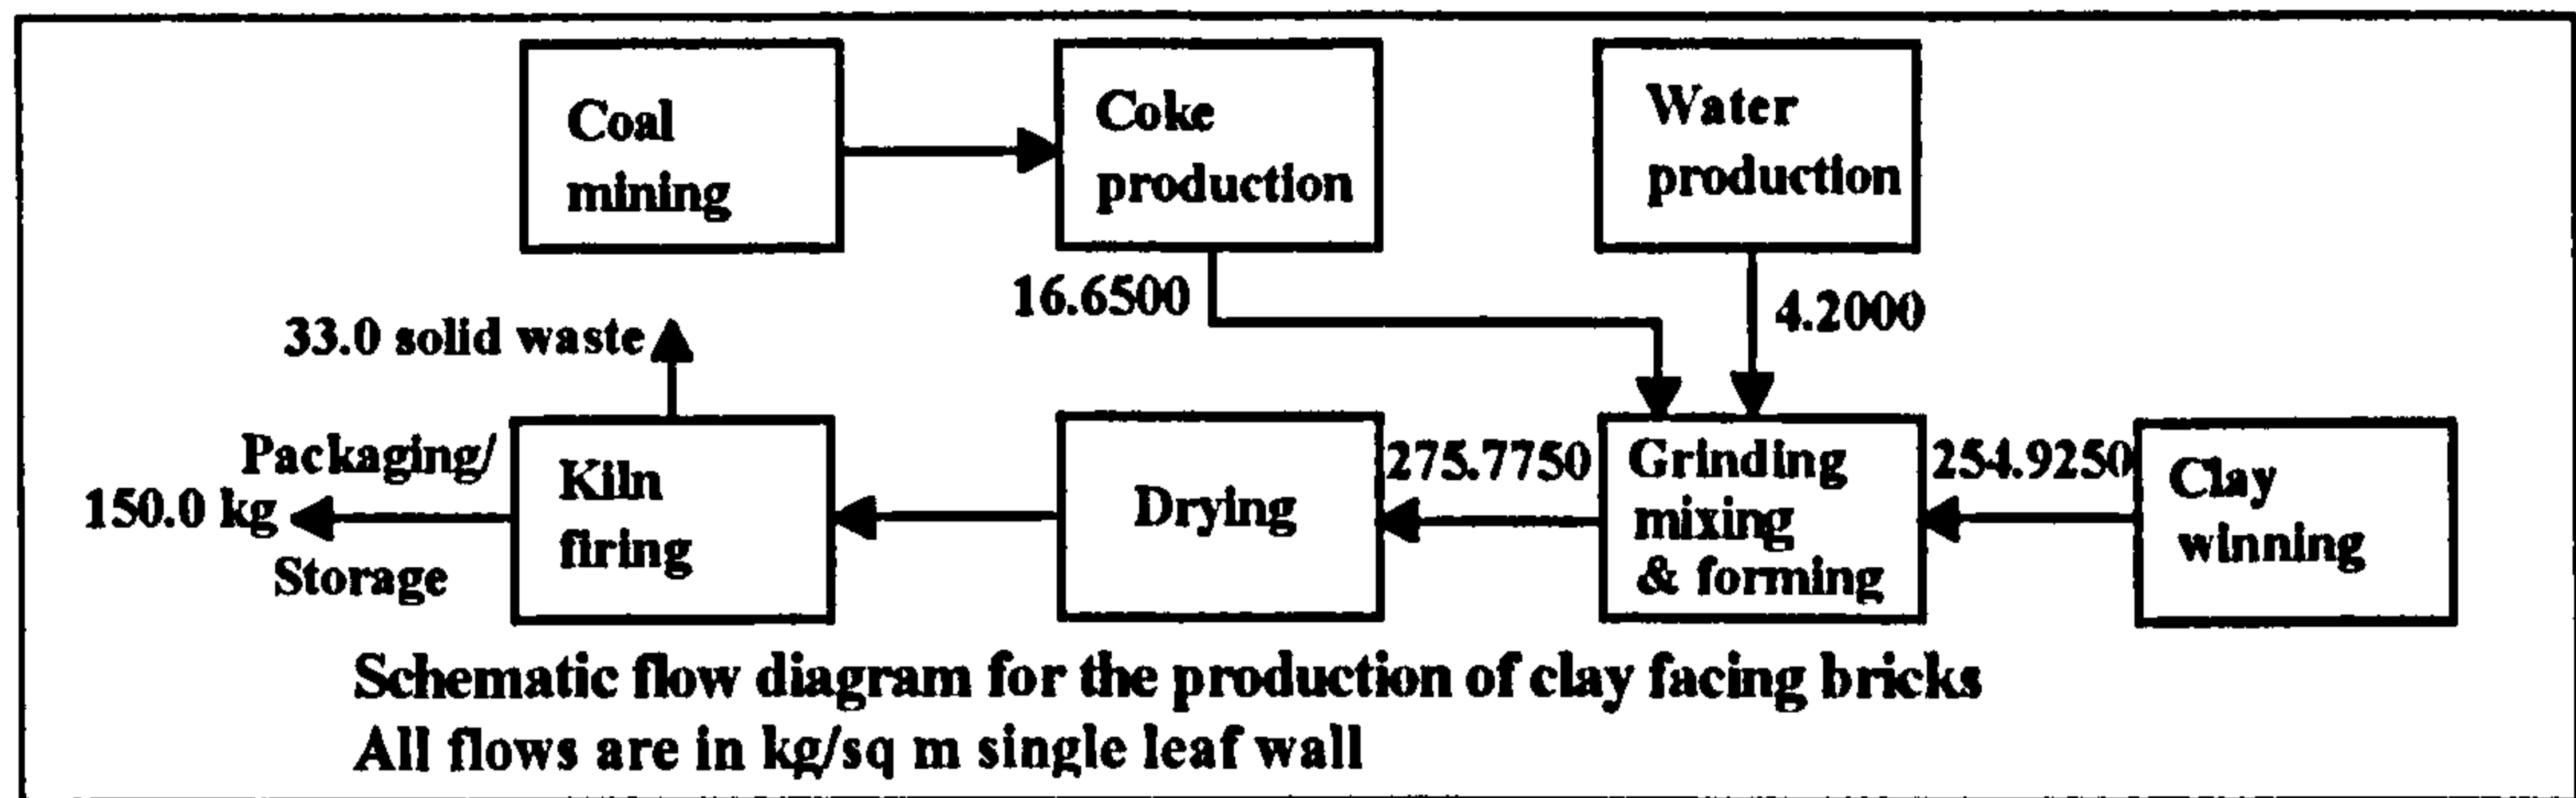 Coal
mining
Coke
production
Water
production
16.6500
4.2000
33.0 solid waste
Packaging/
150.0 kg
Storage
Kiln
firing
Drying
275.7750
Grinding
mixing
& forming
254.9250
Clay
winning
Schematic flow diagram for the production of clay facing bricks
All flows are in kg/sq m single leaf wall